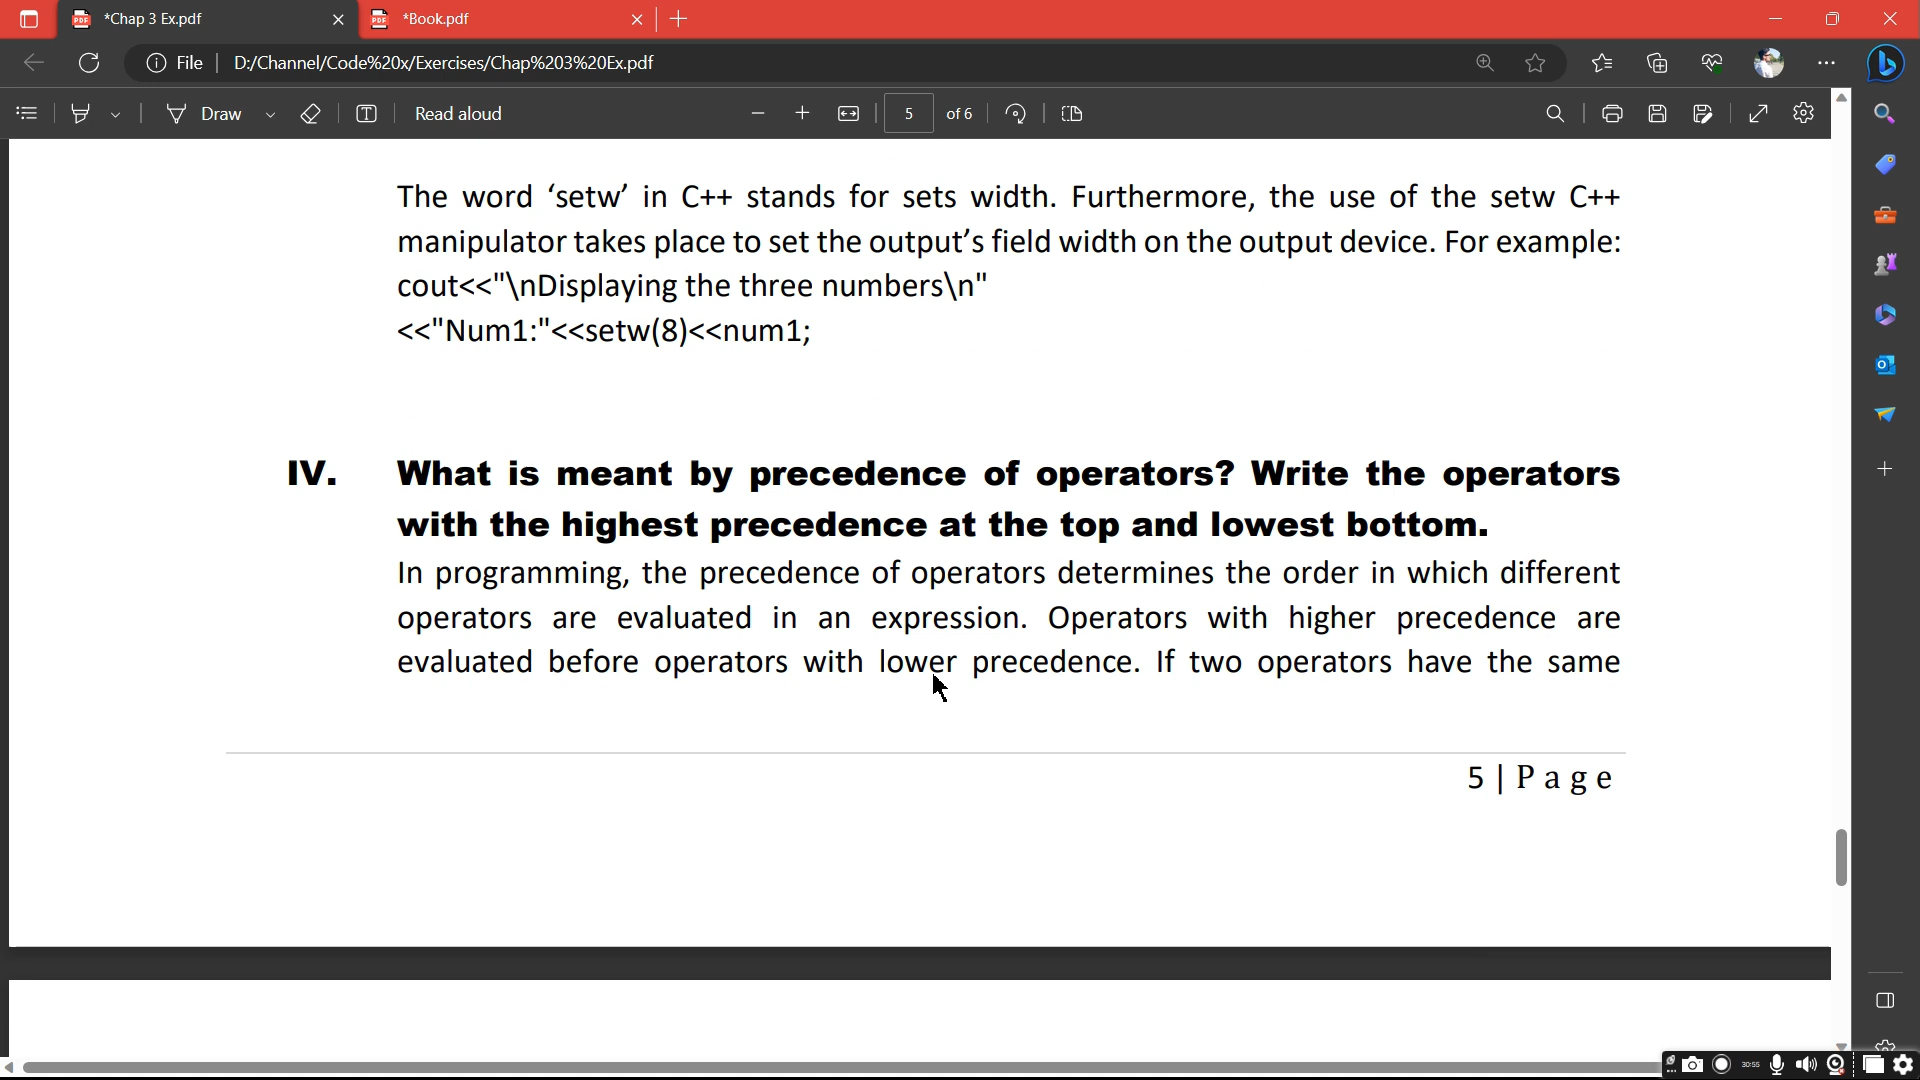 *Chap 3 Ex.pdf
*Book.pdf
File
D:/Channel/Code%20x/Exercises/Chap%203%20Ex.pdf
Draw
Read aloud
5
of 6
The word ‘setw’ in C++ stands for sets width. Furthermore, the use of the setw C++
manipulator takes place to set the output’s field width on the output device. For example:
cout<<"\nDisplaying the three numbers\n"
<<"Num1:"<<setw(8)<<num1;
IV. What is meant by precedence of operators? Write the operators
with the highest precedence at the top and lowest bottom.
In programming, the precedence of operators determines the order in which different
operators are evaluated in an expression. Operators with higher precedence are
evaluated before operators with lower precedence. If two operators have the same
5 | P a g e
30:55